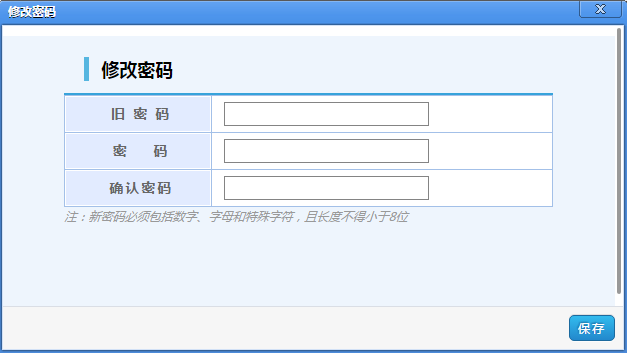 修改密码
X
修改密码
旧 密 码
密 码
确认密码
注：新密码必须包括数字、字母和特殊字符，且长度不得小于8位
保存